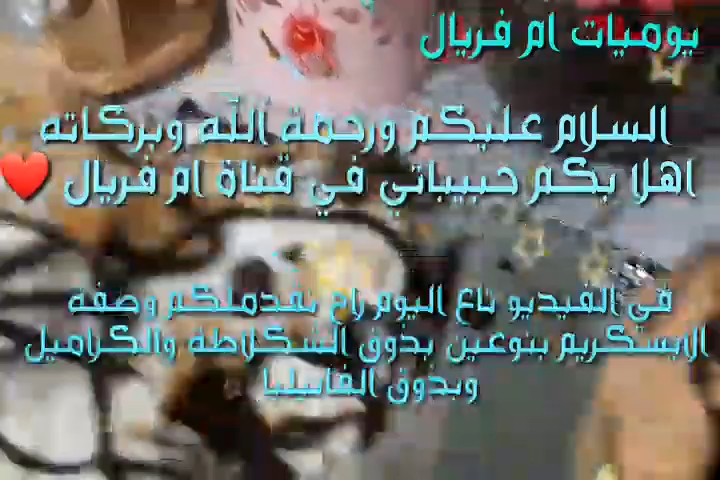 يوميات ام فريال
السلام عليكم ورحمة الله وبركاته
اهلا بكم حبيباتي في قناة ام فريال ❤️
في الفيديو تاع اليوم راح نقدملكم وصفة
الايسكريم بنوعين بذوق الشكلاطة والكراميل
وبذوق الفانيليا